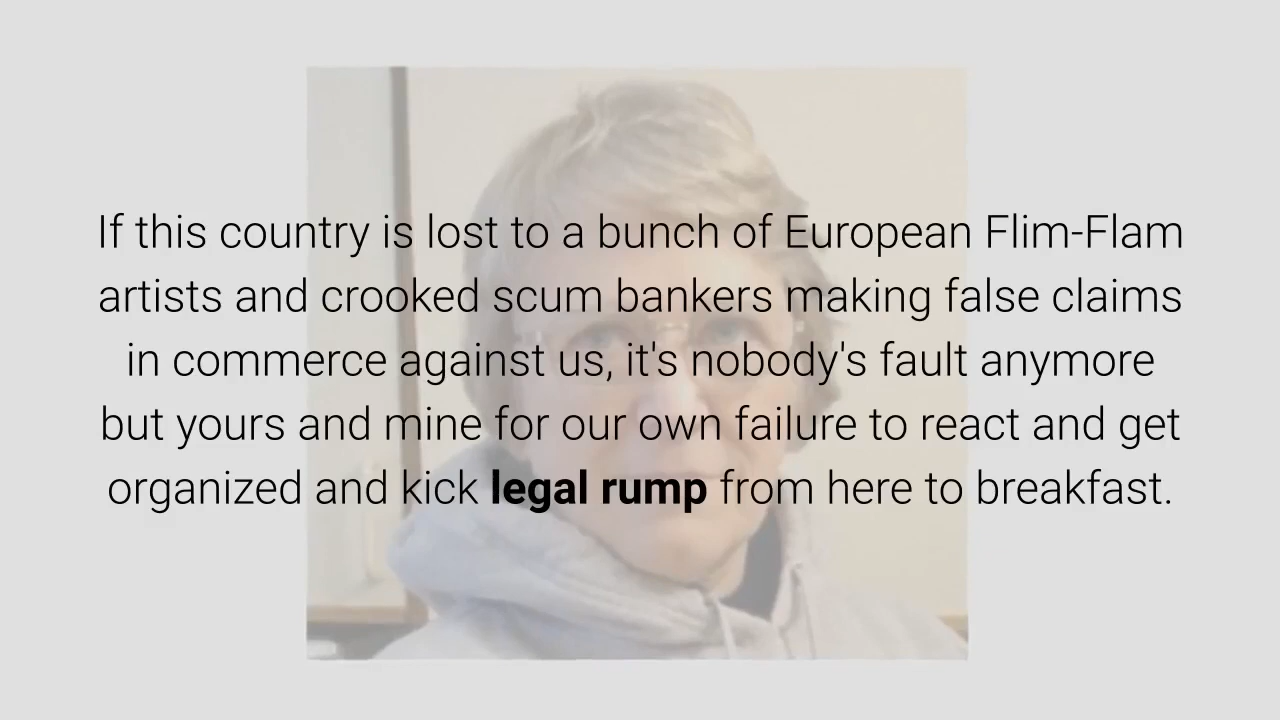 If this country is lost to a bunch of European Flim-Flam
artists and crooked scum bankers making false claims
in commerce against us, it's nobody's fault anymore
but yours and mine for our own failure to react and get
organized and kick legal rump from here to breakfast.